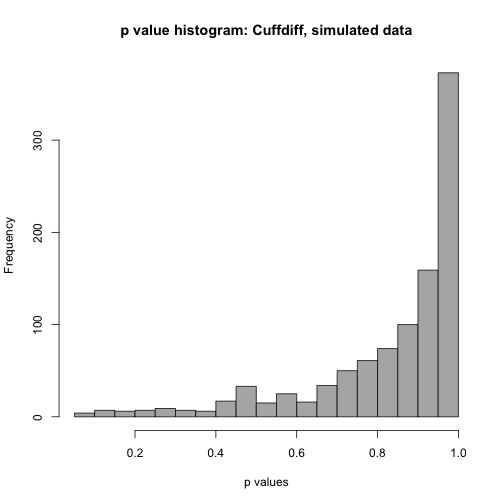 p value histogram: Cuffdiff, simulated data
Frequency
300
200
100
0
0.2 0.4 0.6 0.8 1.0
p values